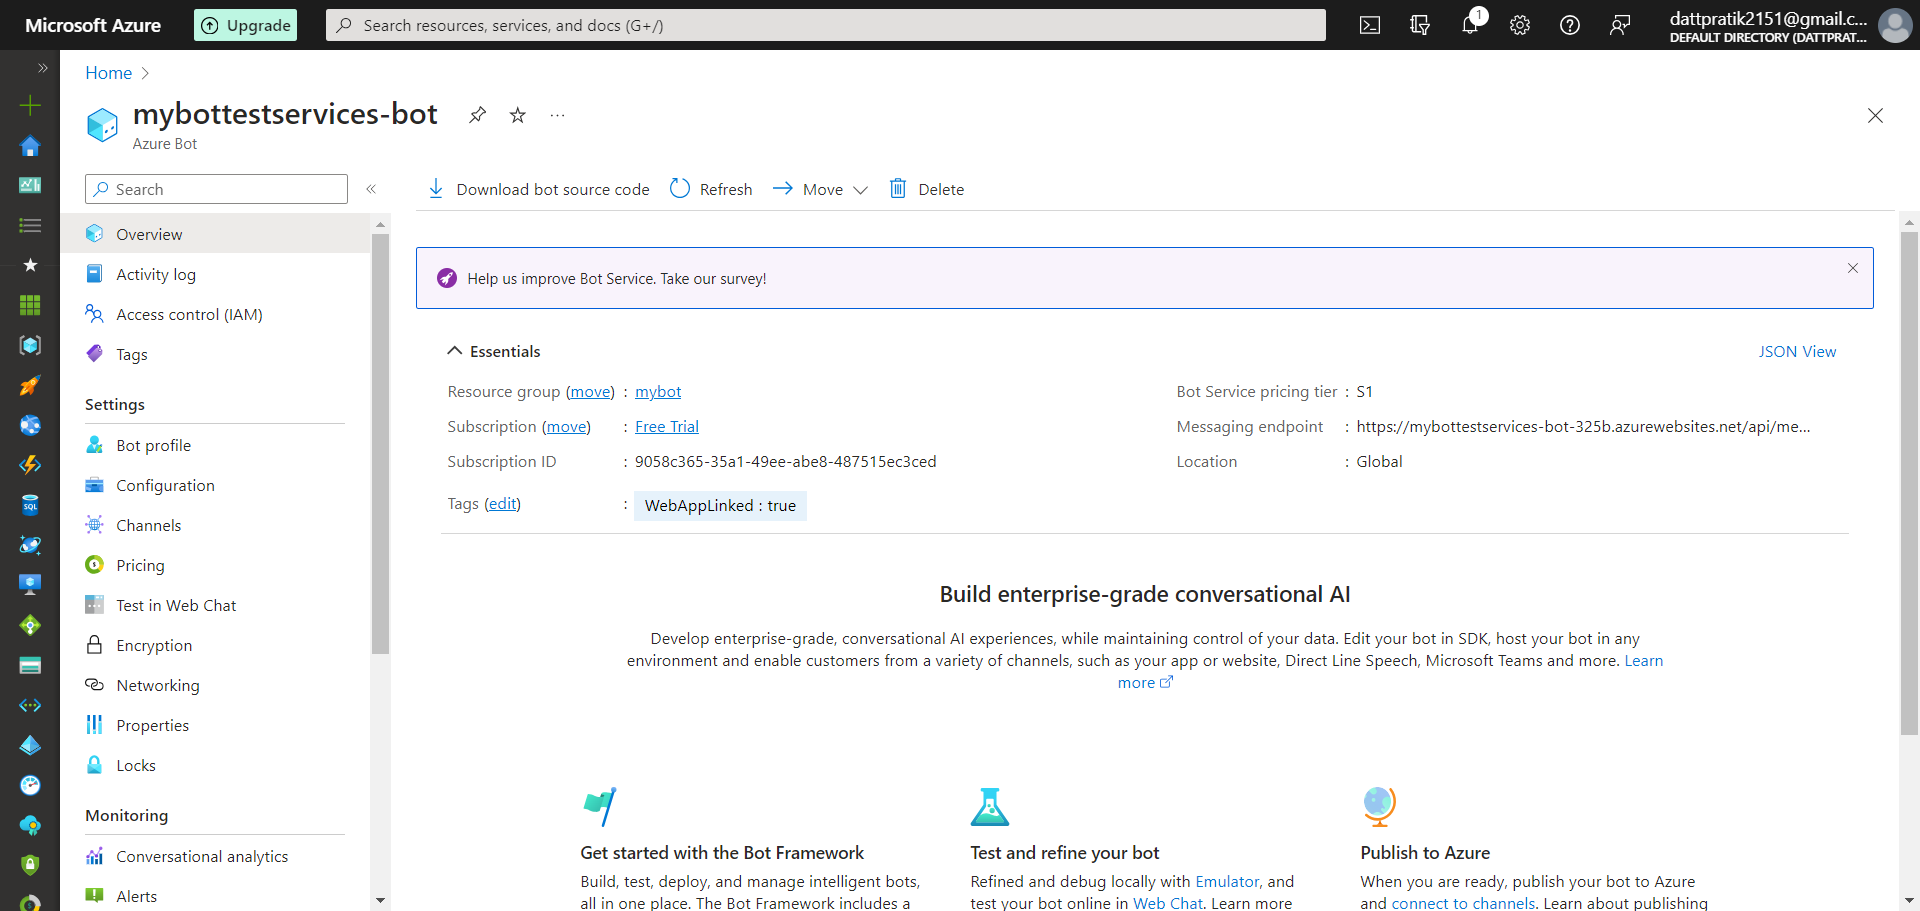 Microsoft Azure
Upgrade
Search resources, services, and docs (G+/)
1
dattpratik2151@gmail.c...
DEFAULT DIRECTORY (DATTPRAT...
Home
mybottestservices-bot
Azure Bot
Search
Download bot source code
Refresh
Move
Delete
Overview
Activity log
Access control (IAM)
Tags
Settings
Bot profile
Configuration
Channels
Pricing
Test in Web Chat
Encryption
Networking
Properties
Locks
Monitoring
Conversational analytics
Alerts
SQL
Help us improve Bot Service. Take our survey!
Essentials
JSON View
Resource group (move) : mybot
Subscription (move) : Free Trial
Subscription ID : 9058c365-35a1-49ee-abe8-487515ec3ced
Tags (edit) : WebAppLinked : true
Bot Service pricing tier : S1
Messaging endpoint : https://mybottestservices-bot-325b.azurewebsites.net/api/me...
Location : Global
Build enterprise-grade conversational AI
Develop enterprise-grade, conversational AI experiences, while maintaining control of your data. Edit your bot in SDK, host your bot in any
environment and enable customers from a variety of channels, such as your app or website, Direct Line Speech, Microsoft Teams and more. Learn
more
Get started with the Bot Framework
Build, test, deploy, and manage intelligent bots,
all in one place. The Bot Framework includes a
Test and refine your bot
Refined and debug locally with Emulator, and
test your bot online in Web Chat. Learn more
Publish to Azure
When you are ready, publish your bot to Azure
and connect to channels. Learn about publishing